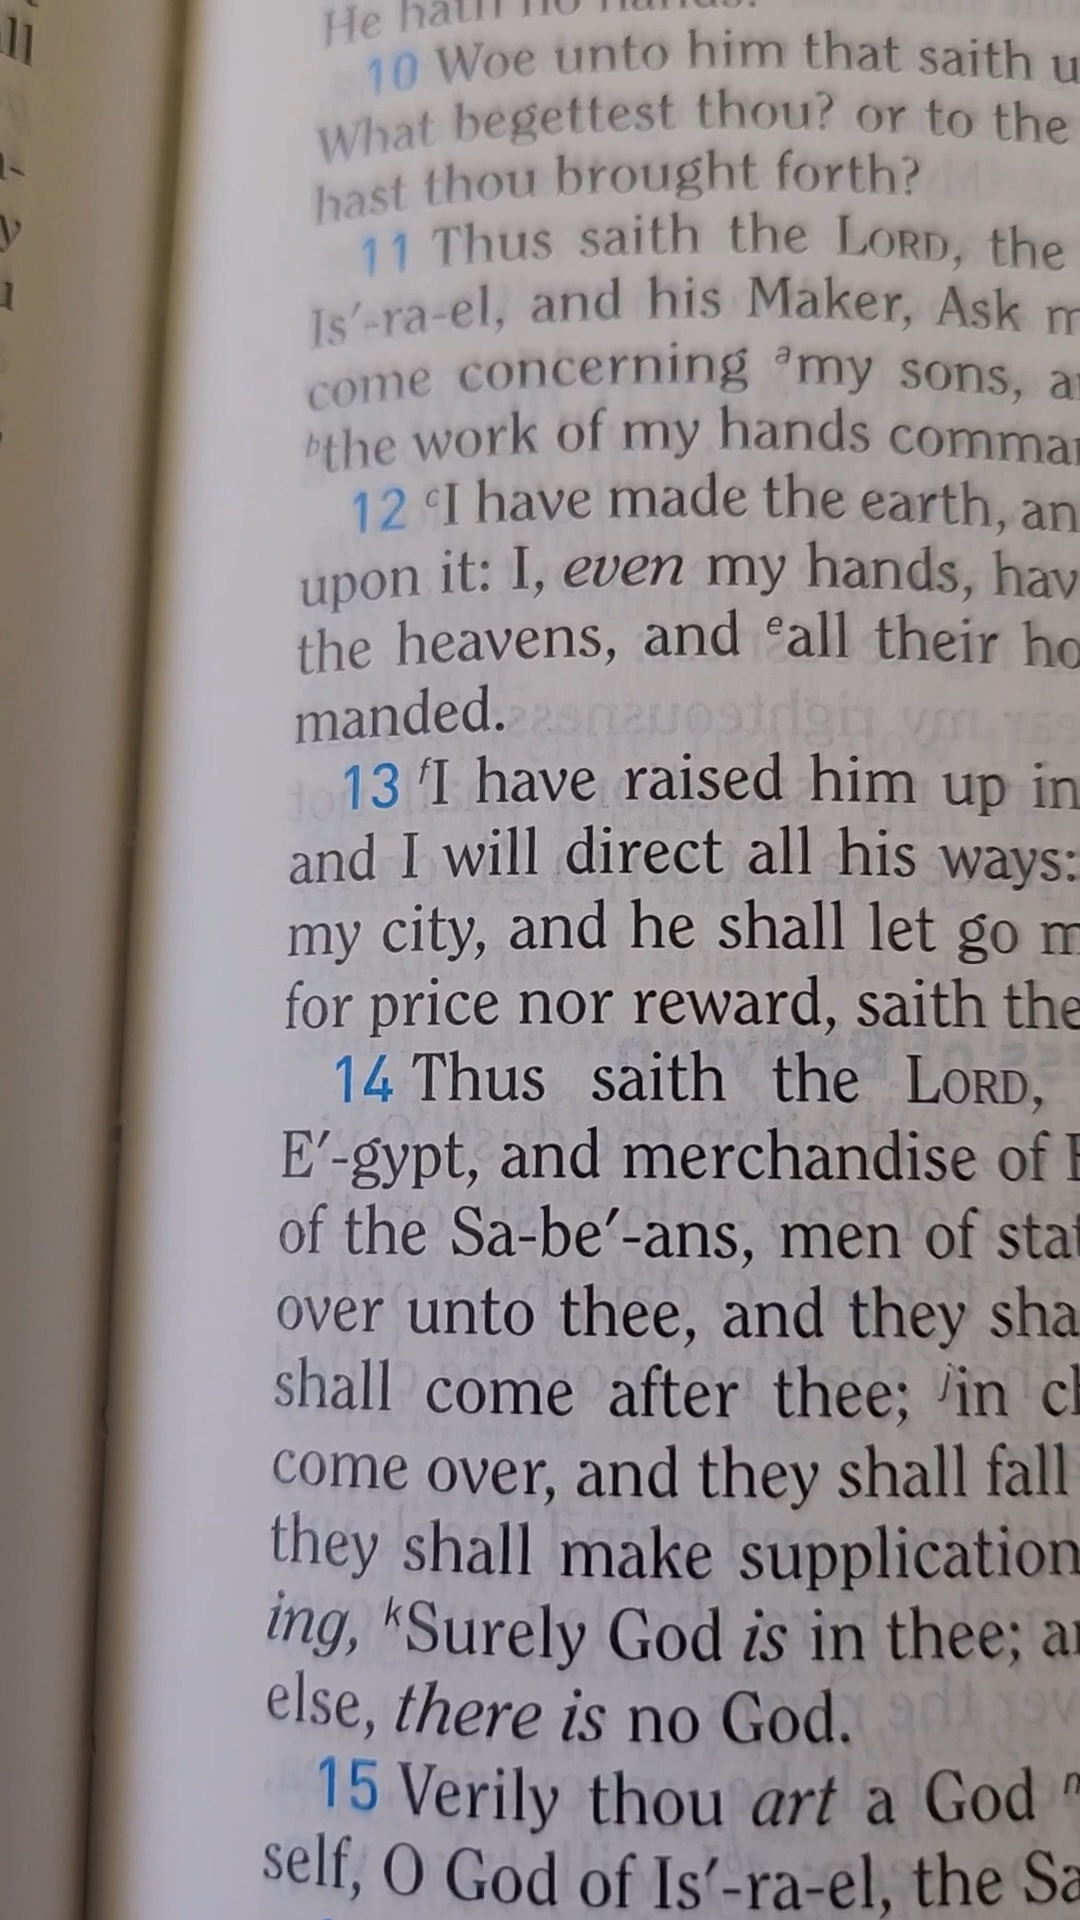 He hath no hands?
10 Woe unto him that saith u
What begettest thou? or to the
hast thou brought forth?
11 Thus saith the LORD, the
Is′-ra-el, and his Maker, Ask m
come concerning ᵃmy sons, a
ᵇthe work of my hands comma
12 ᶜI have made the earth, an
upon it: I, even my hands, hav
the heavens, and ᵉall their ho
manded.
13 ᶠI have raised him up in
and I will direct all his ways:
my city, and he shall let go m
for price nor reward, saith the
14 Thus saith the LORD,
E′-gypt, and merchandise of E
of the Sa-be′-ans, men of stat
over unto thee, and they sha
shall come after thee; ʲin ch
come over, and they shall fall
they shall make supplication
ing, ᵏSurely God is in thee; a
else, there is no God.
15 Verily thou art a God
self, O God of Is′-ra-el, the Sa